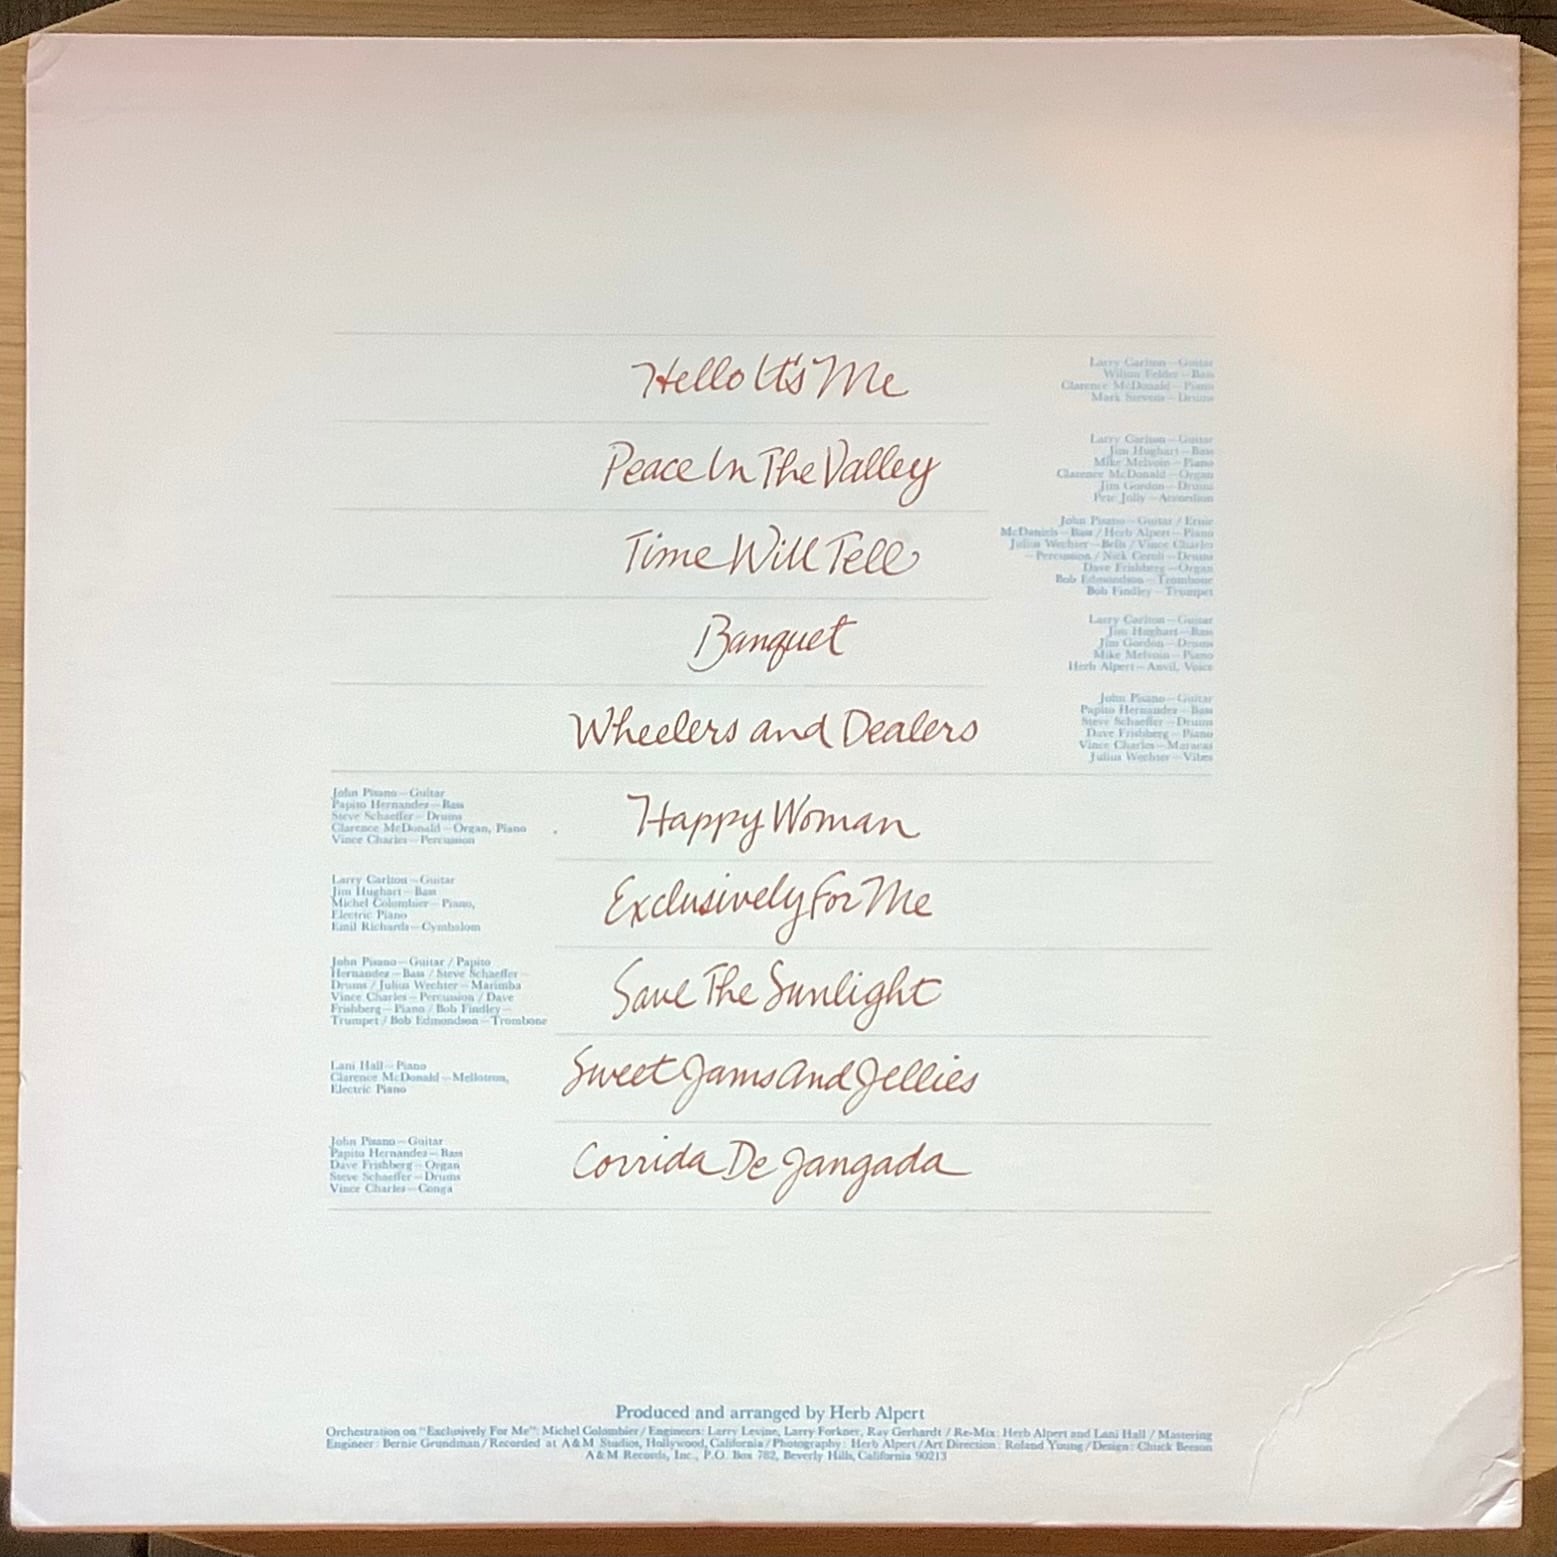 Hello It's Me
Larry Carlton—Guitar
Wilton Felder—Bass
Clarence McDonald—Piano
Mark Stevens—Drums
Peace In The Valley
Larry Carlton—Guitar
Jim Hughart—Bass
Mike Melvoin—Piano
Clarence McDonald—Organ
Jim Gordon—Drums
Pete Jolly—Accordion
Time Will Tell
John Pisano—Guitar / Ernie
McDaniels—Bass / Herb Alpert—Piano
Julius Wechter—Bells / Vince Charles
—Percussion / Nick Ceroli—Drums
Dave Frishberg—Organ
Bob Edmondson—Trombone
Bob Findley—Trumpet
Banquet
Larry Carlton—Guitar
Jim Hughart—Bass
Jim Gordon—Drums
Mike Melvoin—Piano
Herb Alpert—Anvil, Voice
Wheelers and Dealers
John Pisano—Guitar
Papito Hernandez—Bass
Steve Schaeffer—Drums
Dave Frishberg—Piano
Vince Charles—Maracas
Julius Wechter—Vibes
John Pisano—Guitar
Papito Hernandez—Bass
Steve Schaeffer—Drums
Clarence McDonald—Organ, Piano
Vince Charles—Percussion
Happy Woman
Larry Carlton—Guitar
Jim Hughart—Bass
Michel Colombier—Piano,
Electric Piano
Emil Richards—Cymbalom
Exclusively For Me
John Pisano—Guitar / Papito
Hernandez—Bass / Steve Schaeffer—
Drums / Julius Wechter—Marimba
Vince Charles—Percussion / Dave
Frishberg—Piano / Bob Findley—
Trumpet / Bob Edmondson—Trombone
Save The Sunlight
Lani Hall—Piano
Clarence McDonald—Mellotron,
Electric Piano
Sweet Jams And Jellies
John Pisano—Guitar
Papito Hernandez—Bass
Dave Frishberg—Organ
Steve Schaeffer—Drums
Vince Charles—Conga
Corrida De Jangada
Produced and arranged by Herb Alpert
Orchestration on "Exclusively For Me": Michel Colombier / Engineers: Larry Levine, Larry Forkner, Ray Gerhardt / Re-Mix: Herb Alpert and Lani Hall / Mastering
Engineer: Bernie Grundman / Recorded at A&M Studios, Hollywood, California / Photography: Herb Alpert / Art Direction: Roland Young / Design: Chuck Beeson
A&M Records, Inc., P.O. Box 782, Beverly Hills, California 90213